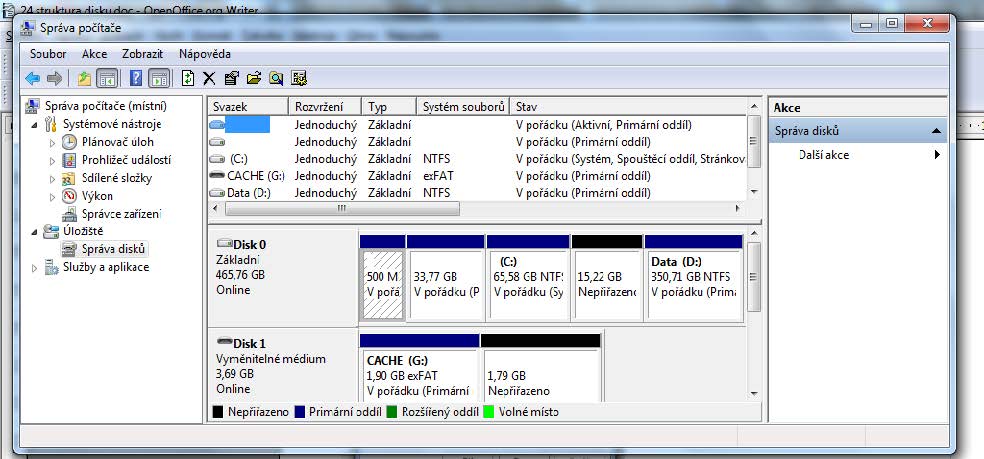 24 struktura disku.doc - OpenOffice.org Writer
Správa počítače
Soubor Akce Zobrazit Nápověda
Správa počítače (místní)
Systémové nástroje
Plánovač úloh
Prohlížeč událostí
Sdílené složky
Výkon
Správce zařízení
Úložiště
Správa disků
Služby a aplikace
Svazek Rozvržení Typ Systém souborů Stav
Jednoduchý Základní V pořádku (Aktivní, Primární oddíl)
Jednoduchý Základní V pořádku (Primární oddíl)
(C:) Jednoduchý Základní NTFS V pořádku (Systém, Spouštěcí oddíl, Stránkov
CACHE (G:) Jednoduchý Základní exFAT V pořádku (Primární oddíl)
Data (D:) Jednoduchý Základní NTFS V pořádku (Primární oddíl)
Disk 0
Základní
465,76 GB
Online
500 M
V pořá
33,77 GB
V pořádku (P
(C:)
65,58 GB NTFS
V pořádku (Sy
15,22 GB
Nepřiřazeno
Data (D:)
350,71 GB NTFS
V pořádku (Prim
Disk 1
Vyměnitelné médium
3,69 GB
Online
CACHE (G:)
1,90 GB exFAT
V pořádku (Primární
1,79 GB
Nepřiřazeno
Nepřiřazeno Primární oddíl Rozšířený oddíl Volné místo
Akce
Správa disků
Další akce